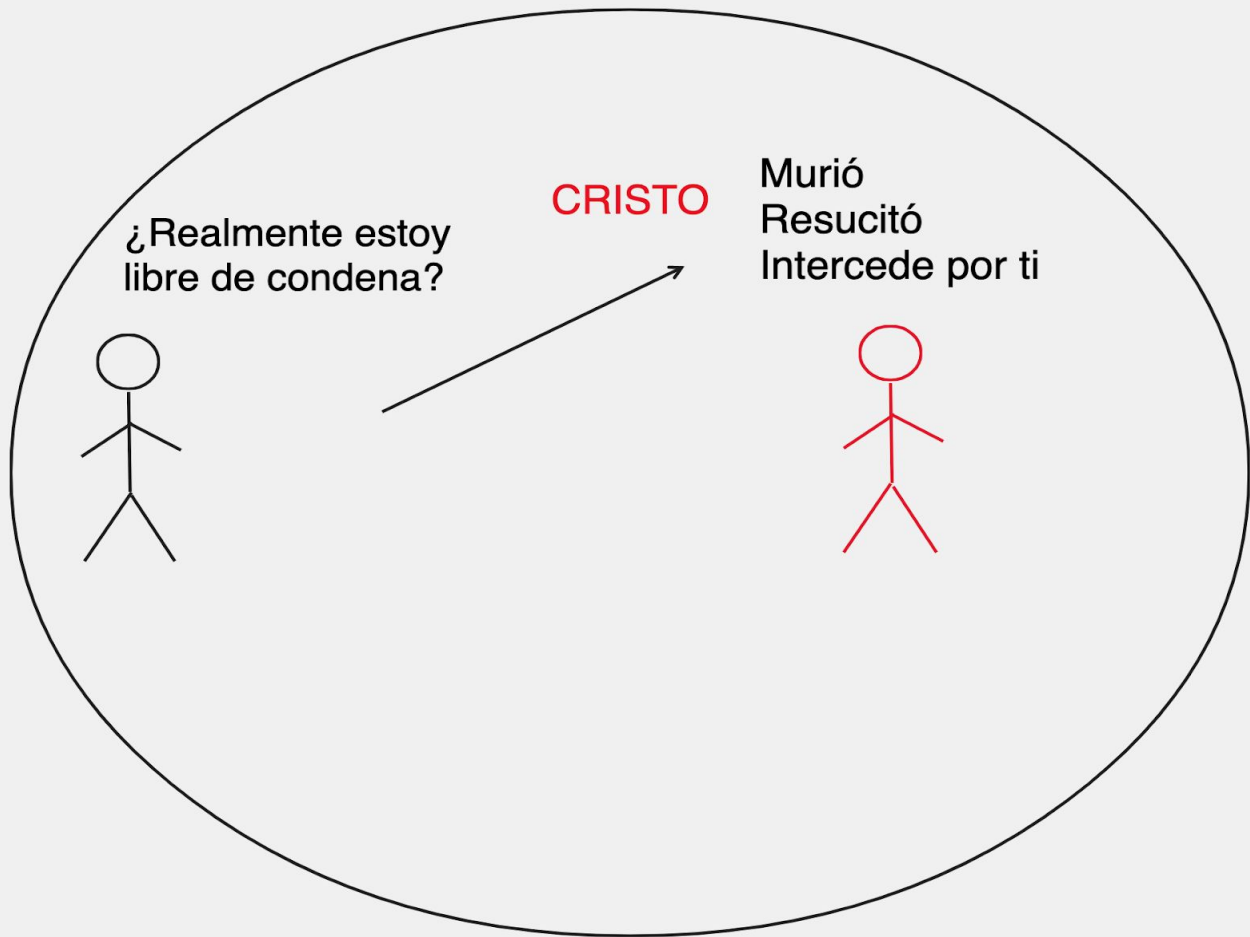 ¿Realmente estoy
libre de condena?
CRISTO
Murió
Resucitó
Intercede por ti